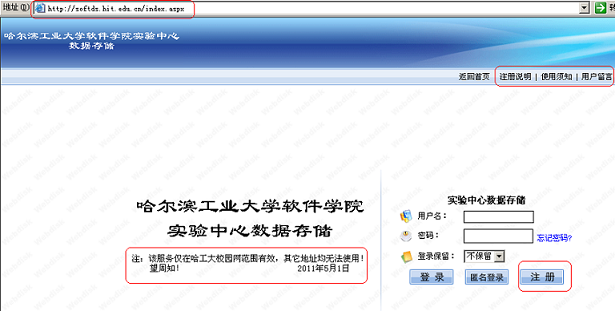 地址(D) http://softds.hit.edu.cn/index.aspx 转
哈尔滨工业大学软件学院实验中心
数据存储
返回首页 注册说明 | 使用须知 | 用户留言
哈尔滨工业大学软件学院
实验中心数据存储
注：该服务仅在哈工大校园网范围有效，其它地址均无法使用！
望周知！ 2011年5月1日
实验中心数据存储
用户名：
密码： 忘记密码?
登录保留： 不保留
登 录 匿名登录 注 册